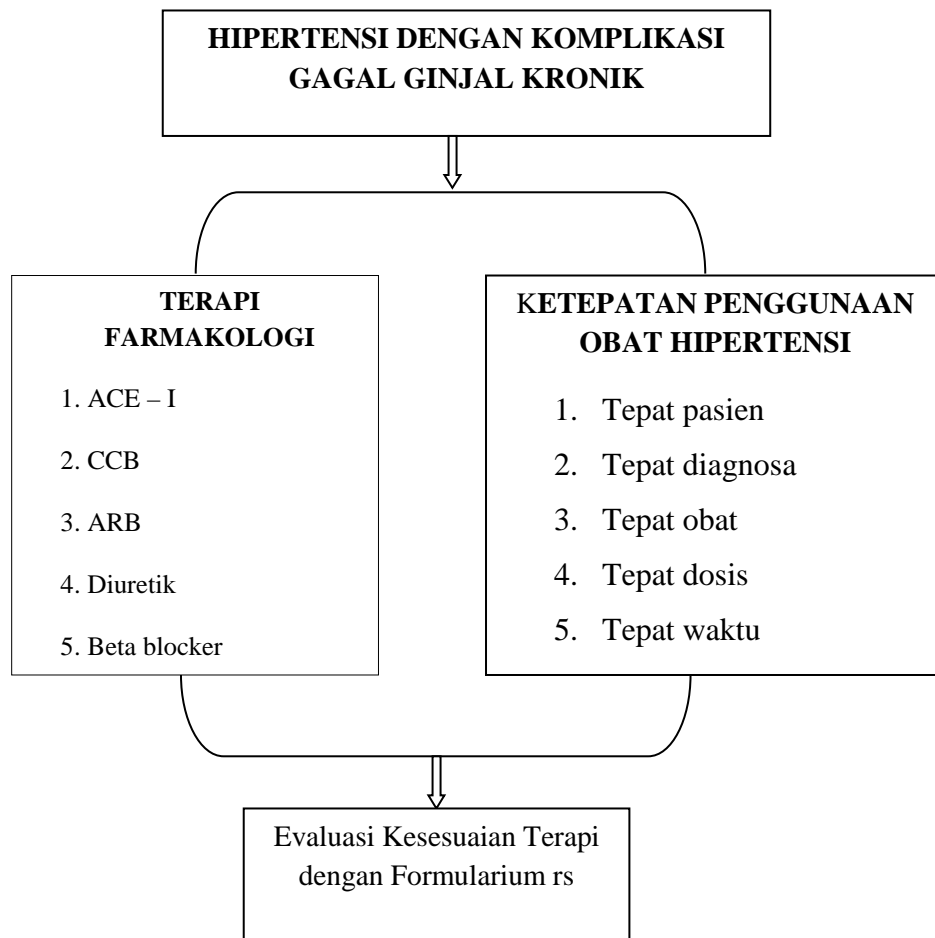 HIPERTENSI DENGAN KOMPLIKASI
GAGAL GINJAL KRONIK
TERAPI
FARMAKOLOGI
1. ACE – I
2. CCB
3. ARB
4. Diuretik
5. Beta blocker
KETEPATAN PENGGUNAAN
OBAT HIPERTENSI
1. Tepat pasien
2. Tepat diagnosa
3. Tepat obat
4. Tepat dosis
5. Tepat waktu
Evaluasi Kesesuaian Terapi
dengan Formularium rs